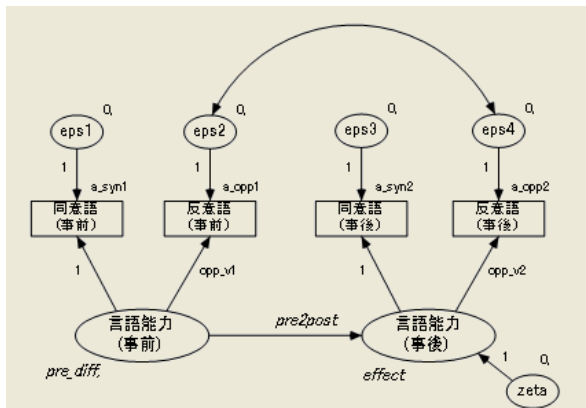 0,
0,
0,
0,
eps1
eps2
eps3
eps4
1
1
1
1
a_syn1
a_opp1
a_syn2
a_opp2
同意語
(事前)
反意語
(事前)
同意語
(事後)
反意語
(事後)
1
opp_v1
1
opp_v2
言語能力
(事前)
pre2post
言語能力
(事後)
pre_diff,
effect
1
0,
zeta